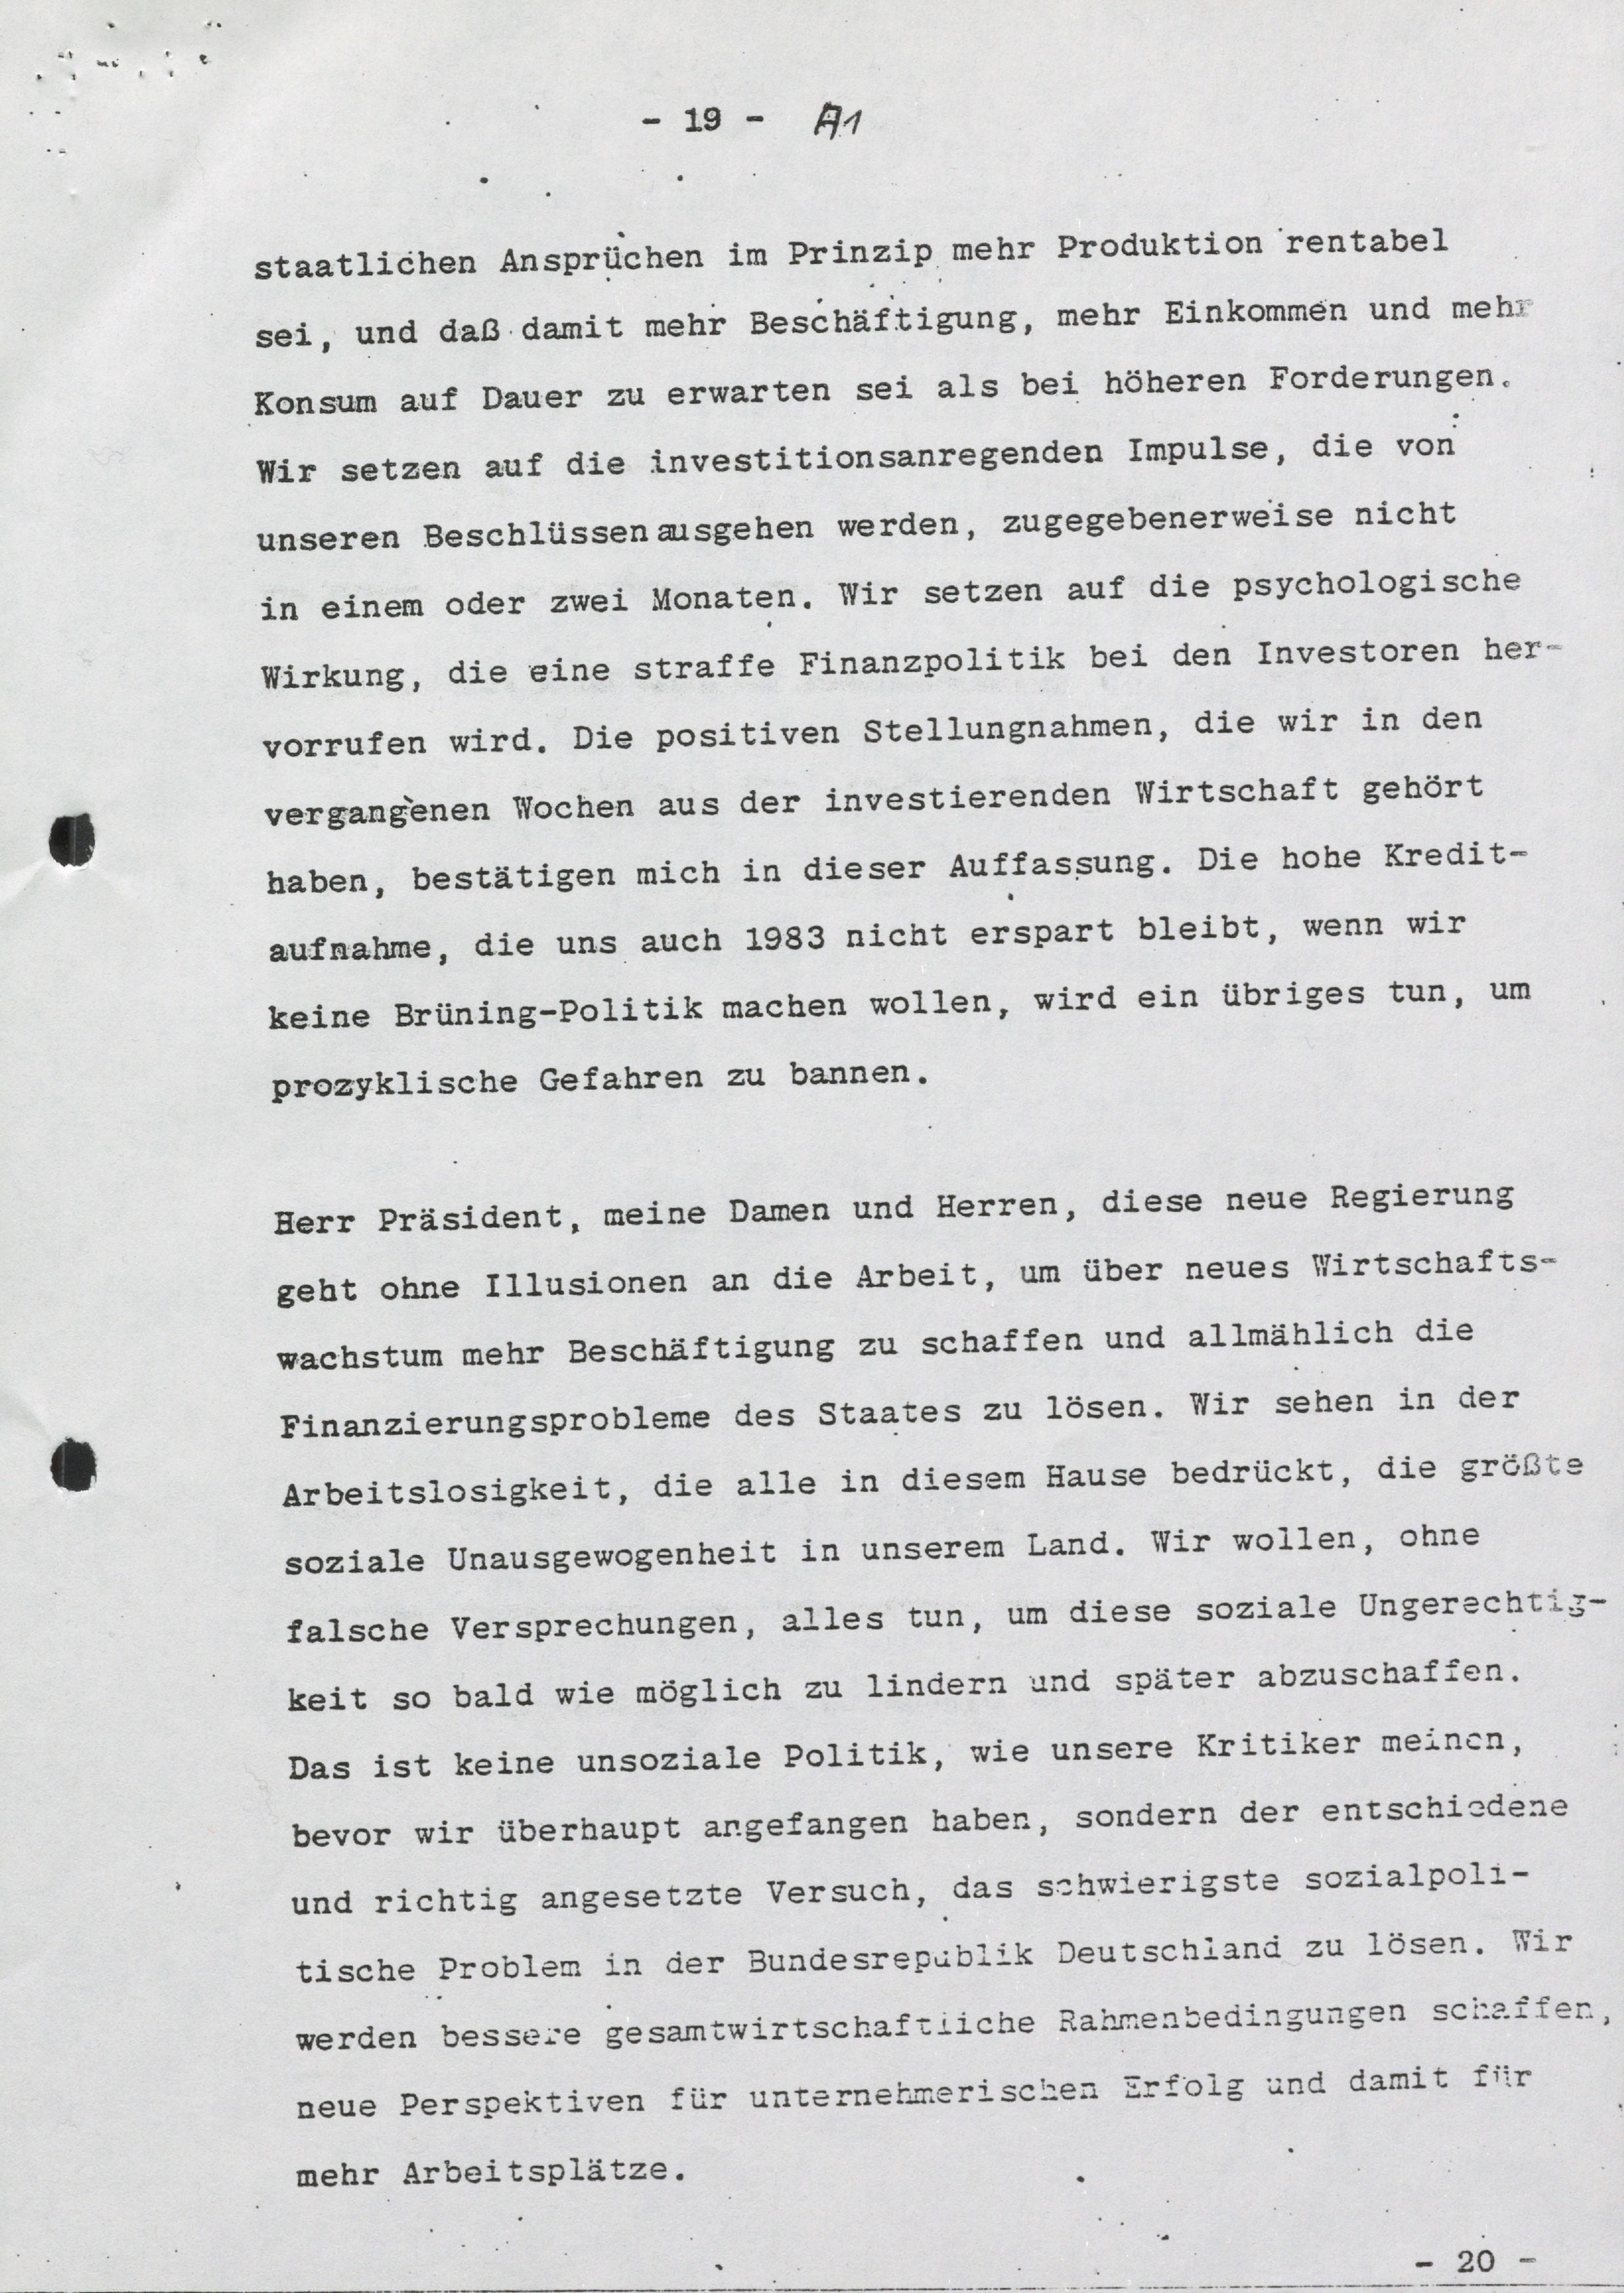 - 19 - A1
staatlichen Ansprüchen im Prinzip mehr Produktion rentabel
sei, und daß damit mehr Beschäftigung, mehr Einkommen und mehr
Konsum auf Dauer zu erwarten sei als bei höheren Forderungen.
Wir setzen auf die investitionsanregenden Impulse, die von
unseren Beschlüssen ausgehen werden, zugegebenerweise nicht
in einem oder zwei Monaten. Wir setzen auf die psychologische
Wirkung, die eine straffe Finanzpolitik bei den Investoren her-
vorrufen wird. Die positiven Stellungnahmen, die wir in den
vergangenen Wochen aus der investierenden Wirtschaft gehört
haben, bestätigen mich in dieser Auffassung. Die hohe Kredit-
aufnahme, die uns auch 1983 nicht erspart bleibt, wenn wir
keine Brüning-Politik machen wollen, wird ein übriges tun, um
prozyklische Gefahren zu bannen.
Herr Präsident, meine Damen und Herren, diese neue Regierung
geht ohne Illusionen an die Arbeit, um über neues Wirtschafts-
wachstum mehr Beschäftigung zu schaffen und allmählich die
Finanzierungsprobleme des Staates zu lösen. Wir sehen in der
Arbeitslosigkeit, die alle in diesem Hause bedrückt, die größte
soziale Unausgewogenheit in unserem Land. Wir wollen, ohne
falsche Versprechungen, alles tun, um diese soziale Ungerechtig-
keit so bald wie möglich zu lindern und später abzuschaffen.
Das ist keine unsoziale Politik, wie unsere Kritiker meinen,
bevor wir überhaupt angefangen haben, sondern der entschiedene
und richtig angesetzte Versuch, das schwierigste sozialpoli-
tische Problem in der Bundesrepublik Deutschland zu lösen. Wir
werden bessere gesamtwirtschaftliche Rahmenbedingungen schaffen,
neue Perspektiven für unternehmerischen Erfolg und damit für
mehr Arbeitsplätze.
- 20 -